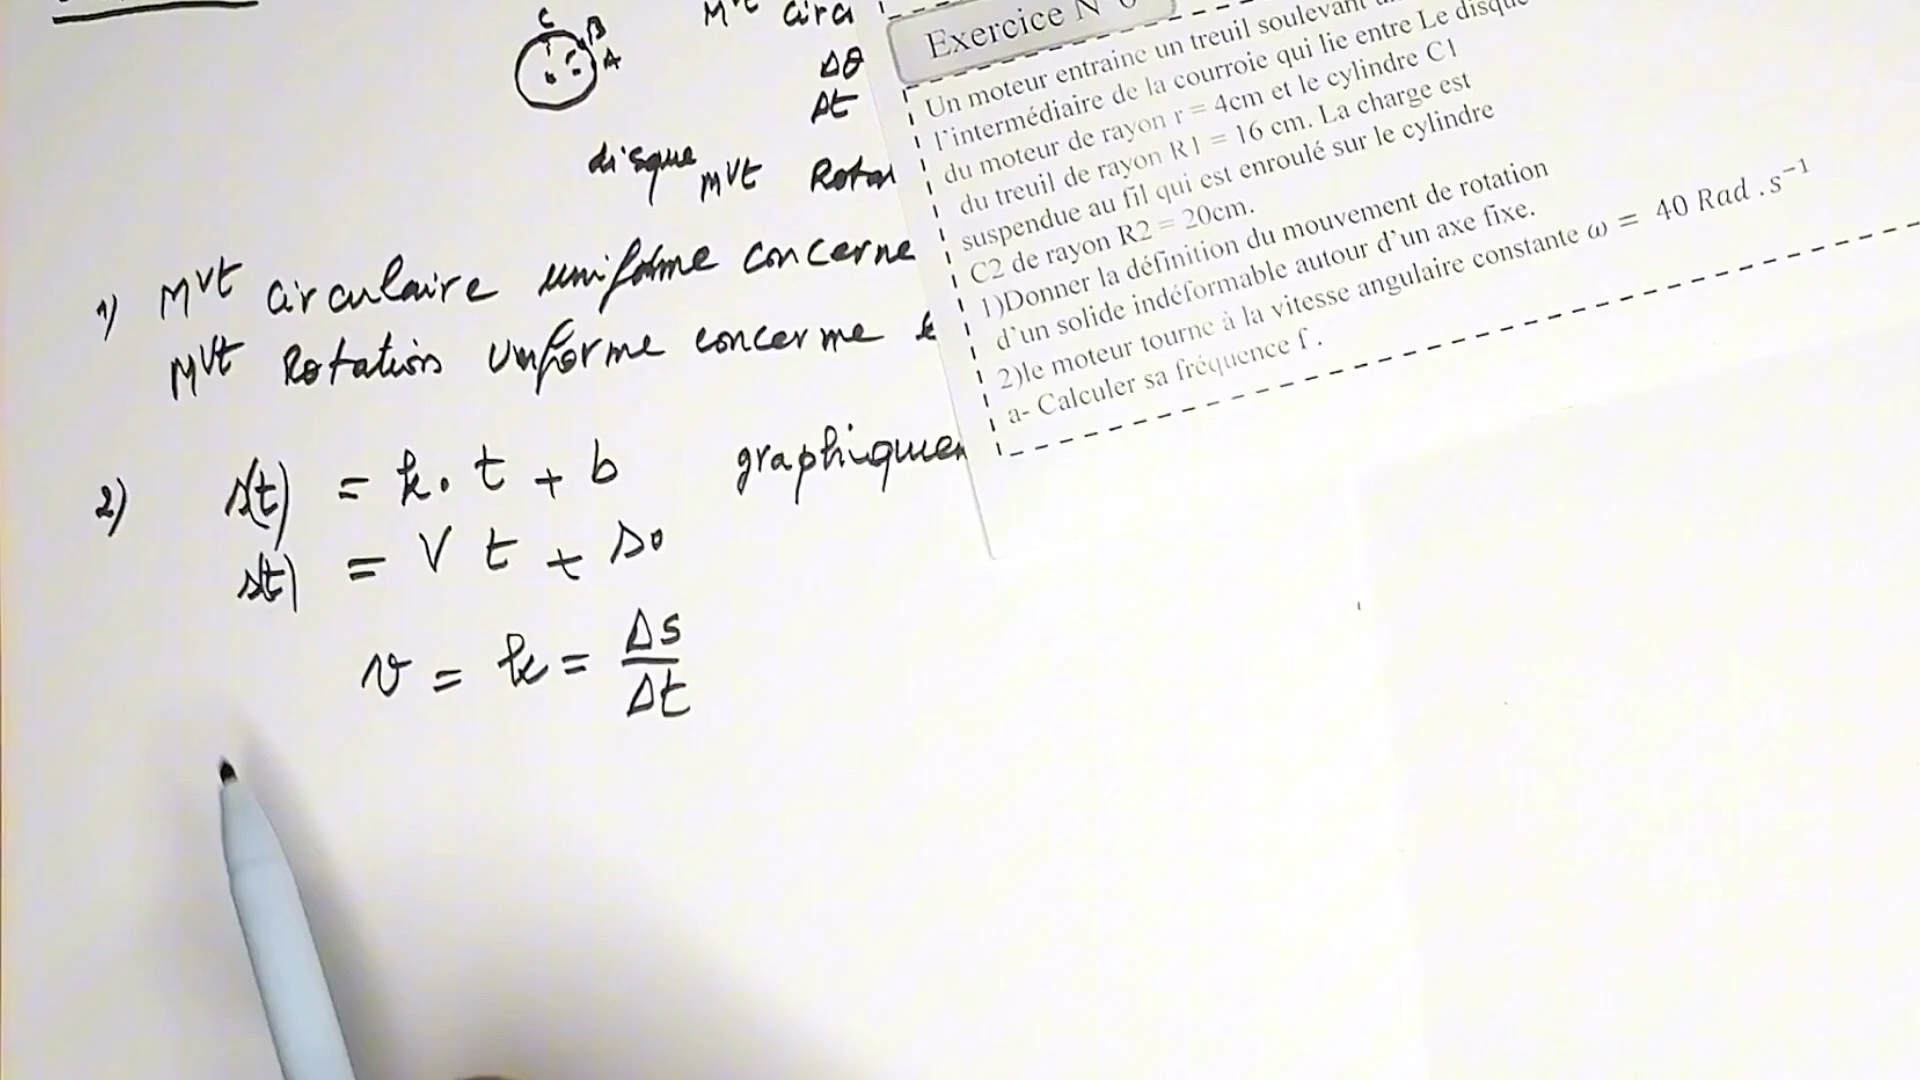 C
B
A
Mvt circ
Δθ
Δt
disque
Mvt Rotat
1) Mvt circulaire uniforme concerne
Mvt Rotation Uniforme concerme
2) s(t) = k. t + b graphiquem
s(t) = V t + s0
v = k = Δs/Δt
Exercice N°
Un moteur entraine un treuil soulevant
l'intermédiaire de la courroie qui lie entre Le disque
du moteur de rayon r = 4cm et le cylindre C1
du treuil de rayon R1 = 16 cm. La charge est
suspendue au fil qui est enroulé sur le cylindre
C2 de rayon R2 = 20cm.
1)Donner la définition du mouvement de rotation
d'un solide indéformable autour d'un axe fixe.
2)le moteur tourne à la vitesse angulaire constante ω = 40 Rad . s⁻¹
a- Calculer sa fréquence f .